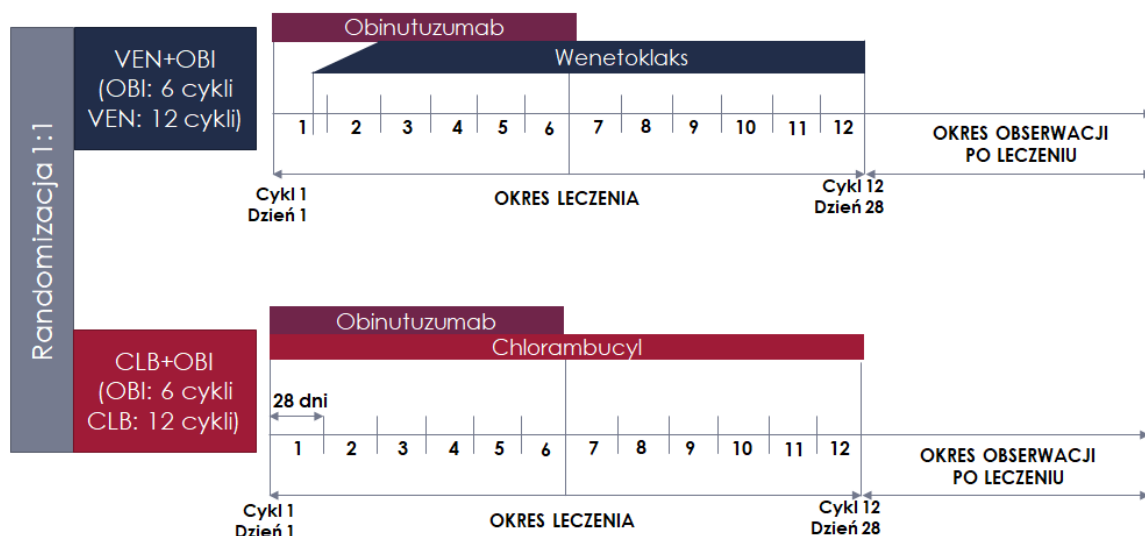 Randomizacja 1:1
VEN+OBI
(OBI: 6 cykli
VEN: 12 cykli)
Obinutuzumab
Wenetoklaks
1 2 3 4 5 6 7 8 9 10 11 12
OKRES OBSERWACJI
PO LECZENIU
Cykl 1
Dzień 1
OKRES LECZENIA
Cykl 12
Dzień 28
CLB+OBI
(OBI: 6 cykli
CLB: 12 cykli)
Obinutuzumab
Chlorambucyl
28 dni
1 2 3 4 5 6 7 8 9 10 11 12
OKRES OBSERWACJI
PO LECZENIU
Cykl 1
Dzień 1
OKRES LECZENIA
Cykl 12
Dzień 28